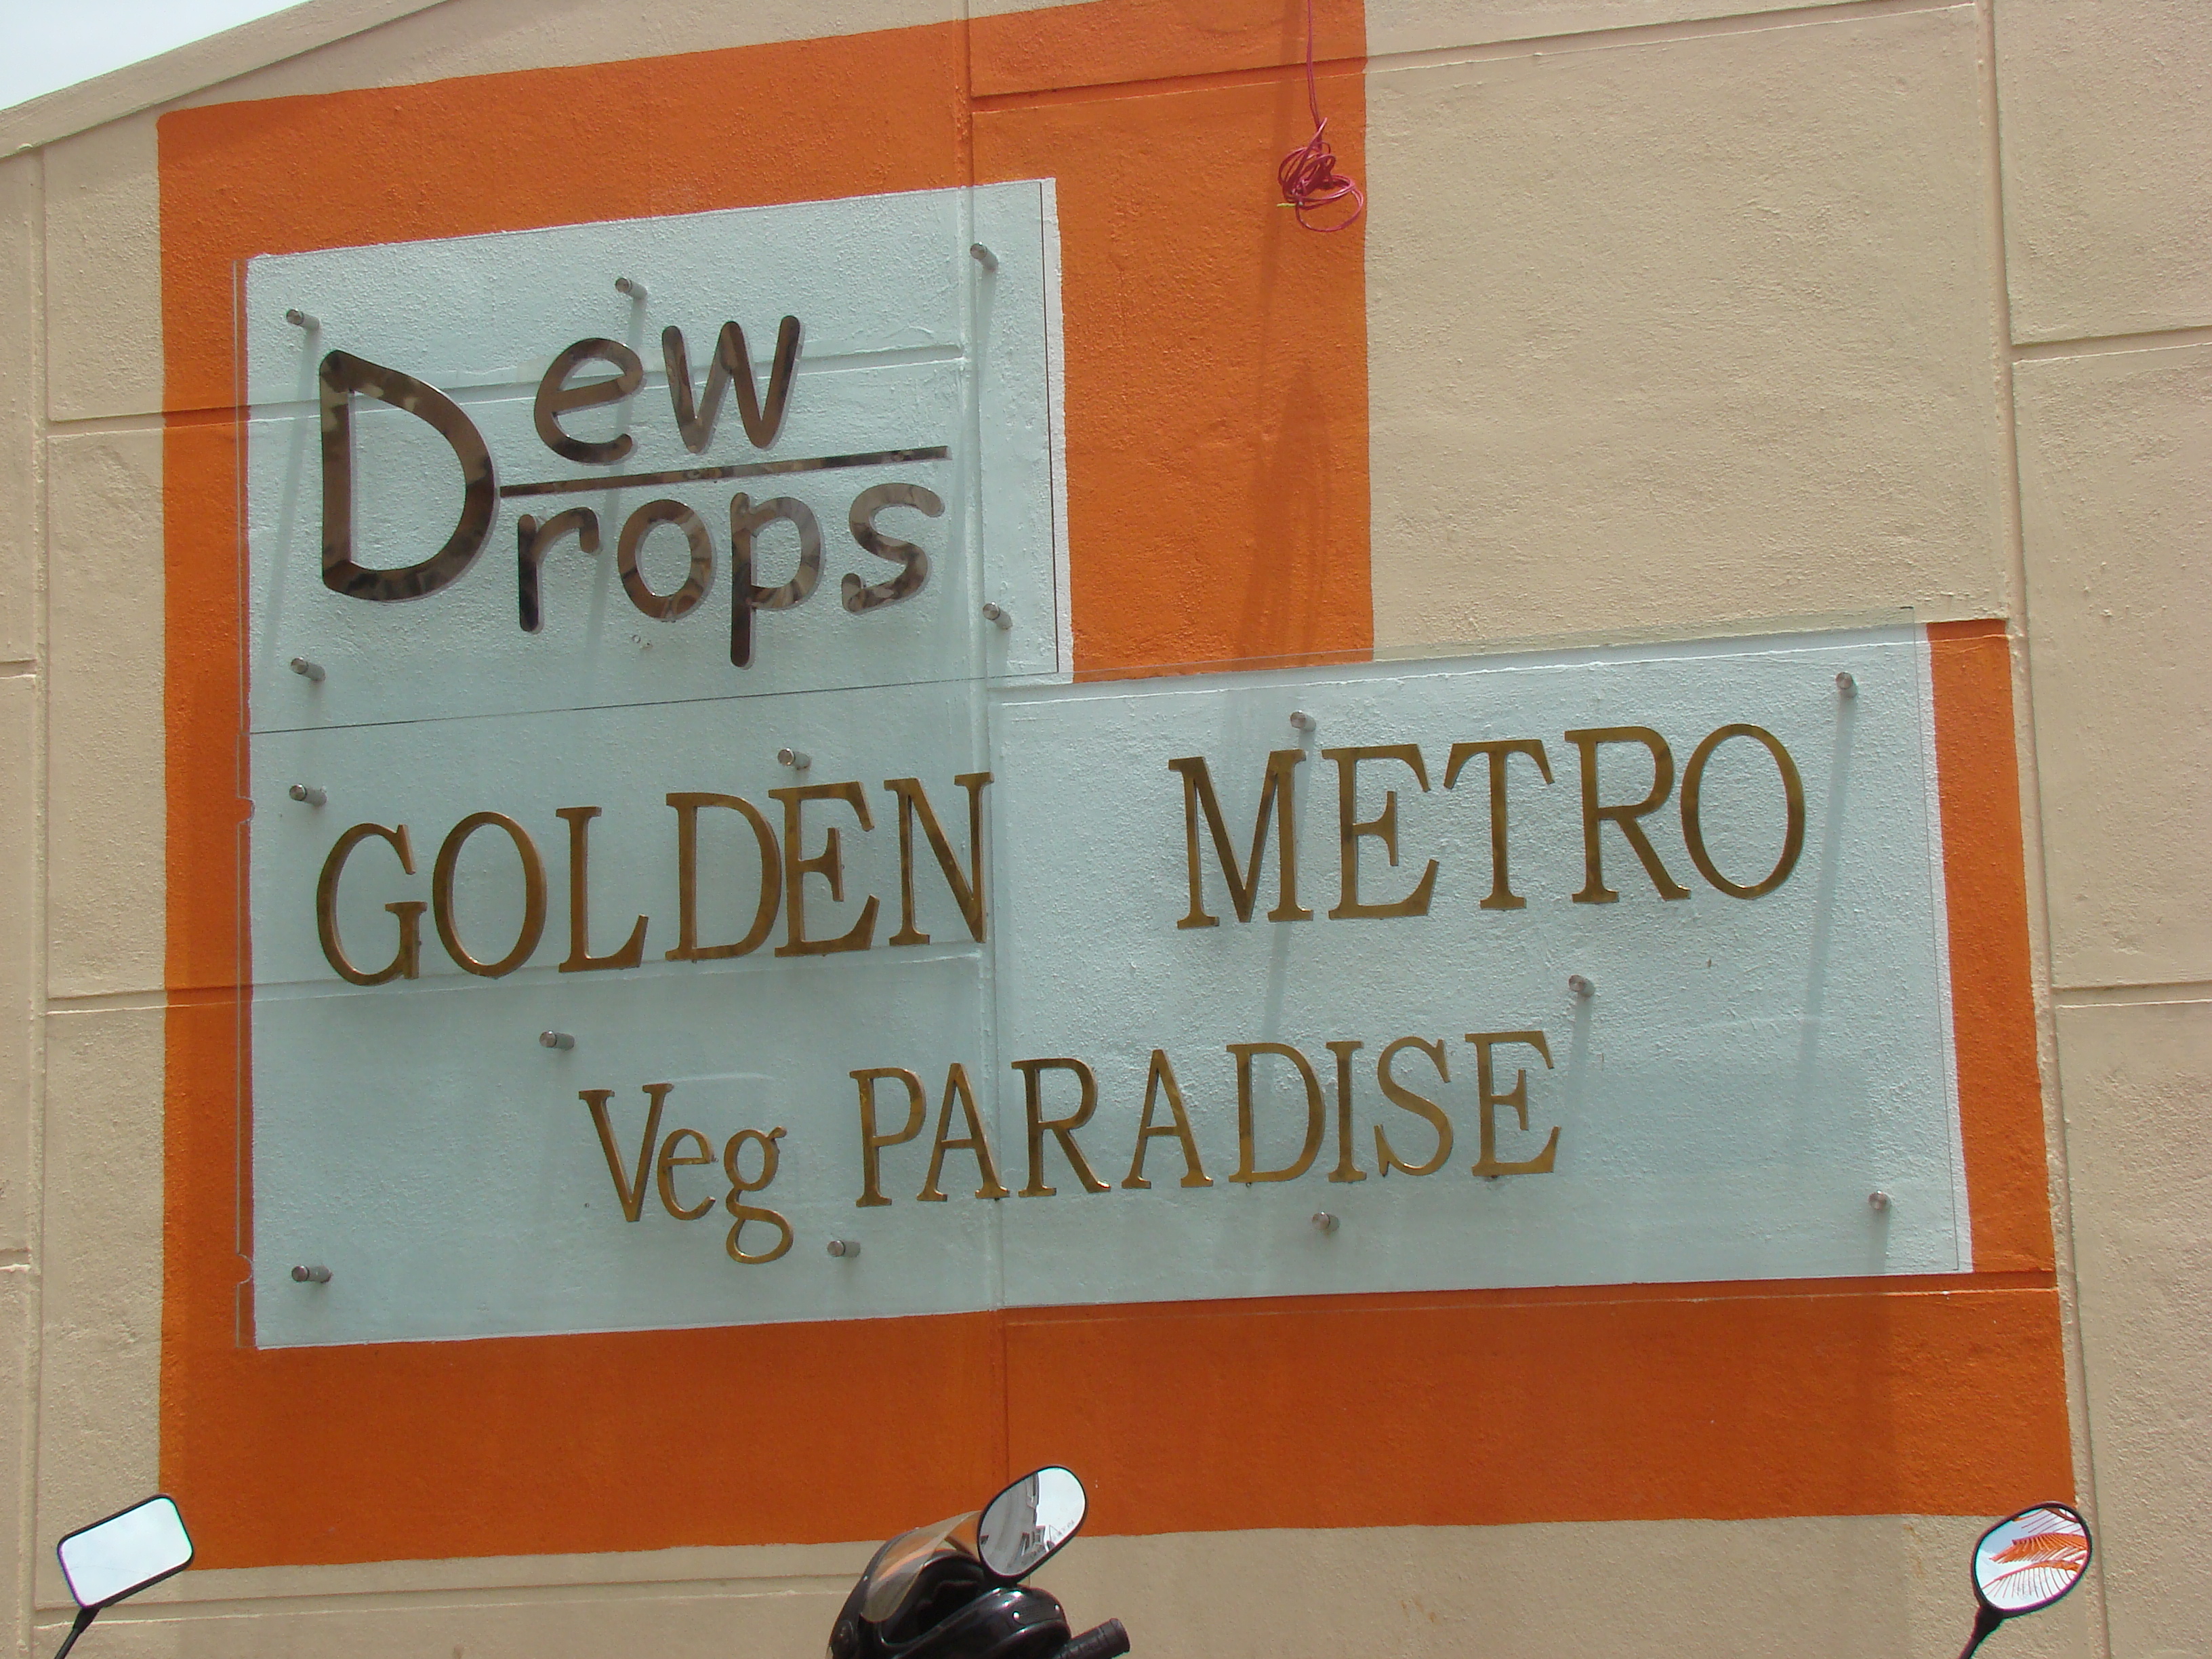 Dew
Drops
GOLDEN METRO
Veg PARADISE